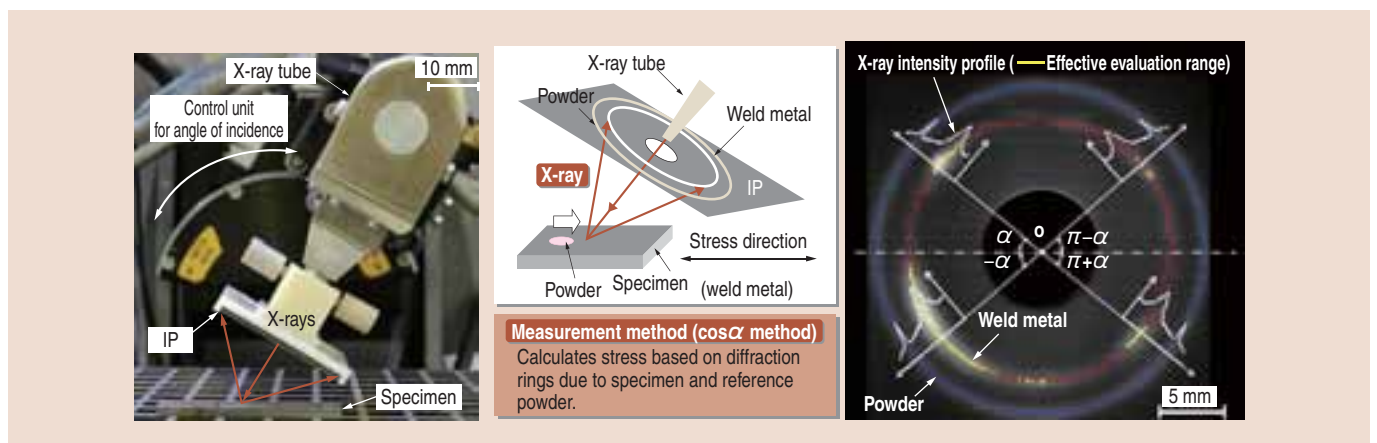 X-ray tube
10 mm
Control unit
for angle of incidence
X-rays
IP
Specimen
X-ray tube
Powder
Weld metal
X-ray
IP
Stress direction
Powder
Specimen
(weld metal)
Measurement method (cosα method)
Calculates stress based on diffraction
rings due to specimen and reference
powder.
X-ray intensity profile (—Effective evaluation range)
o
α
π−α
−α
π+α
Weld metal
Powder
5 mm